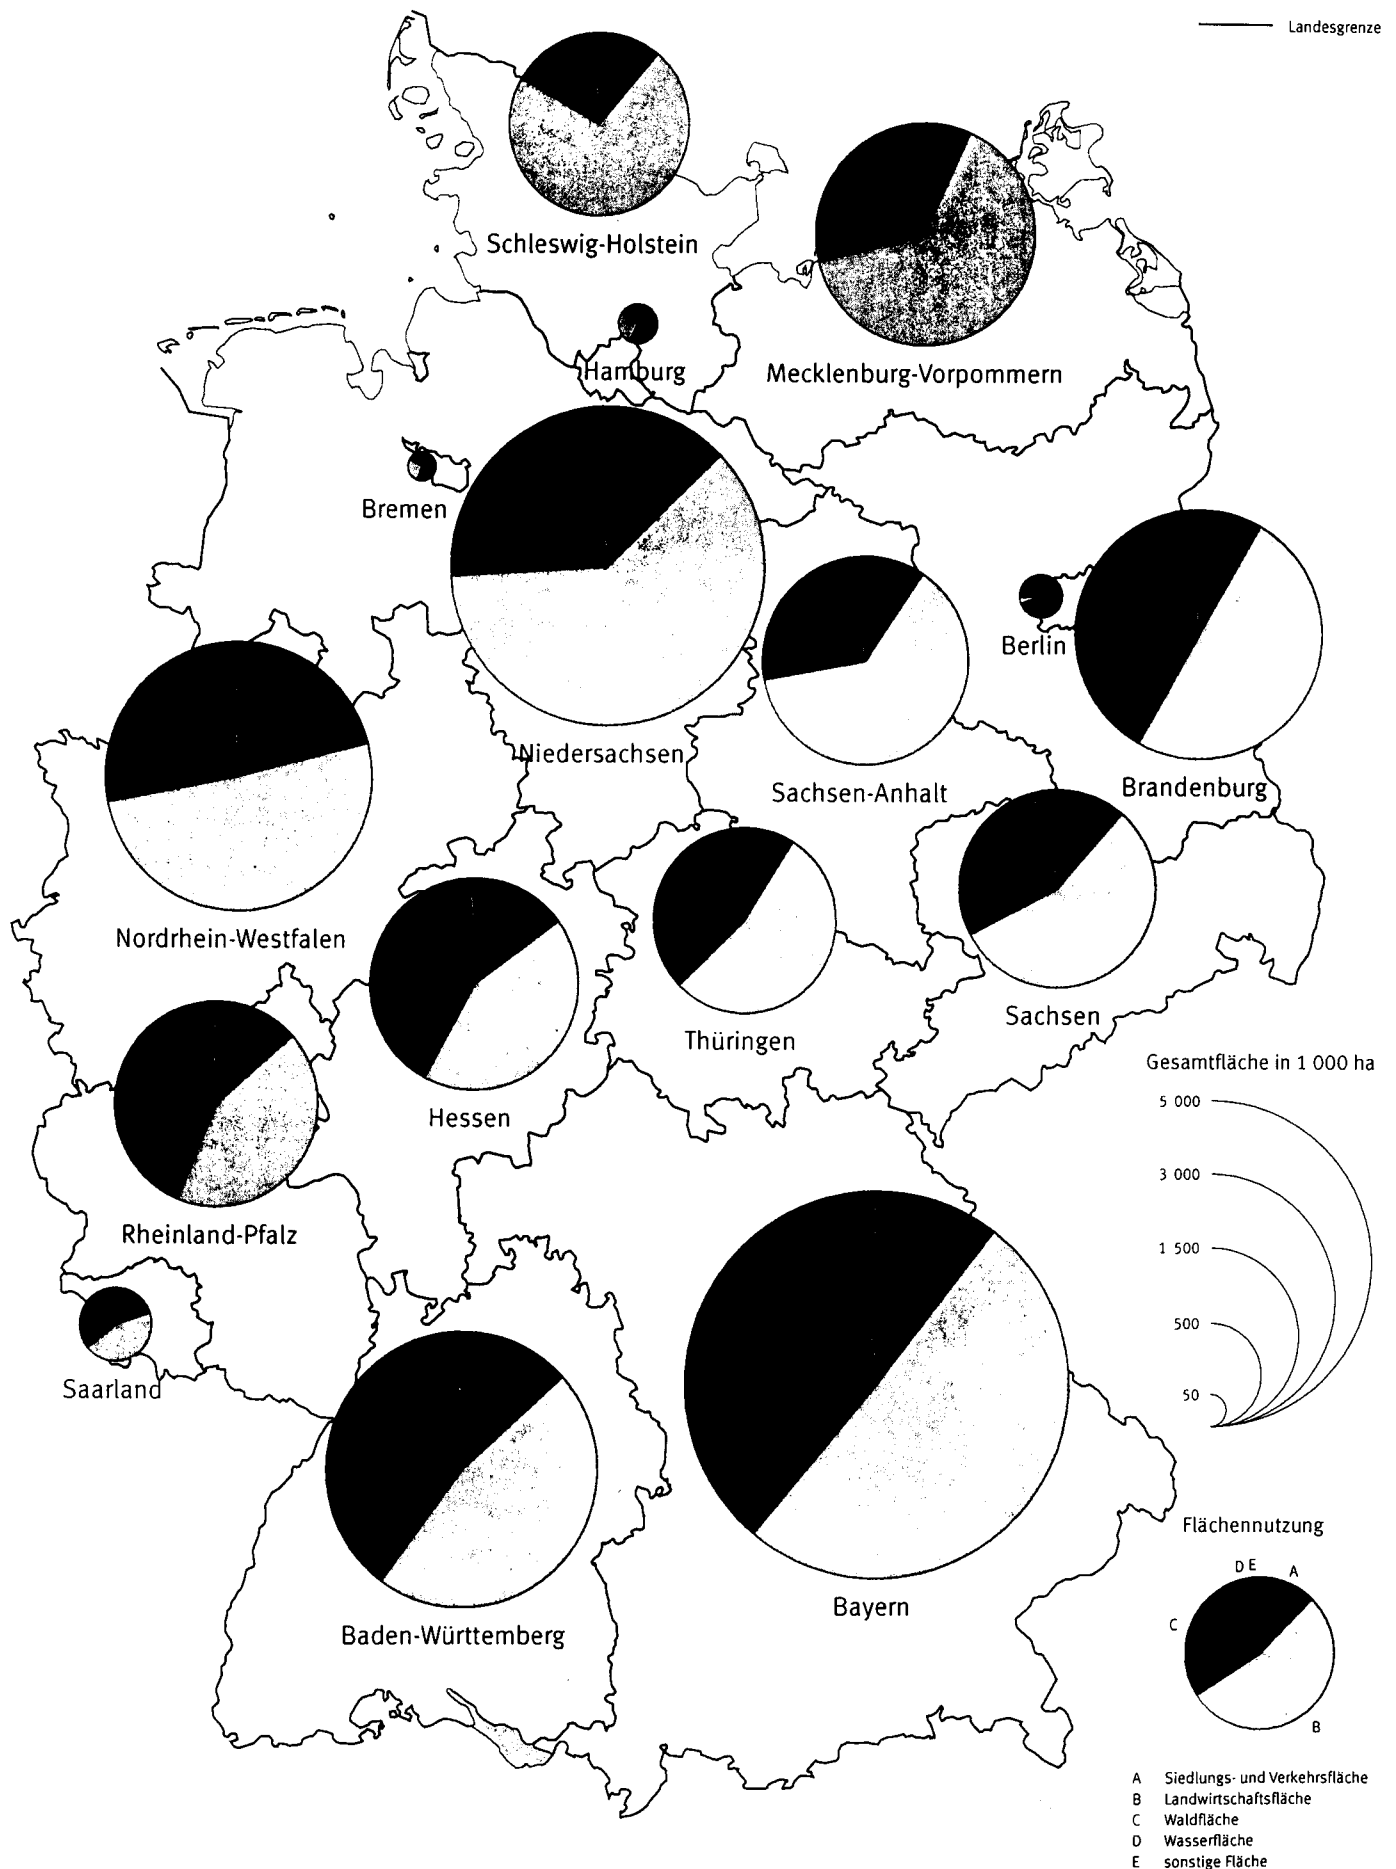 Landesgrenze
Schleswig-Holstein
Hamburg
Mecklenburg-Vorpommern
Bremen
Berlin
Niedersachsen
Sachsen-Anhalt
Brandenburg
Nordrhein-Westfalen
Sachsen
Thüringen
Hessen
Gesamtfläche in 1 000 ha
5 000
3 000
1 500
500
50
Rheinland-Pfalz
Saarland
Bayern
Baden-Württemberg
Flächennutzung
D E A
C
B
A Siedlungs- und Verkehrsfläche
B Landwirtschaftsfläche
C Waldfläche
D Wasserfläche
E sonstige Fläche